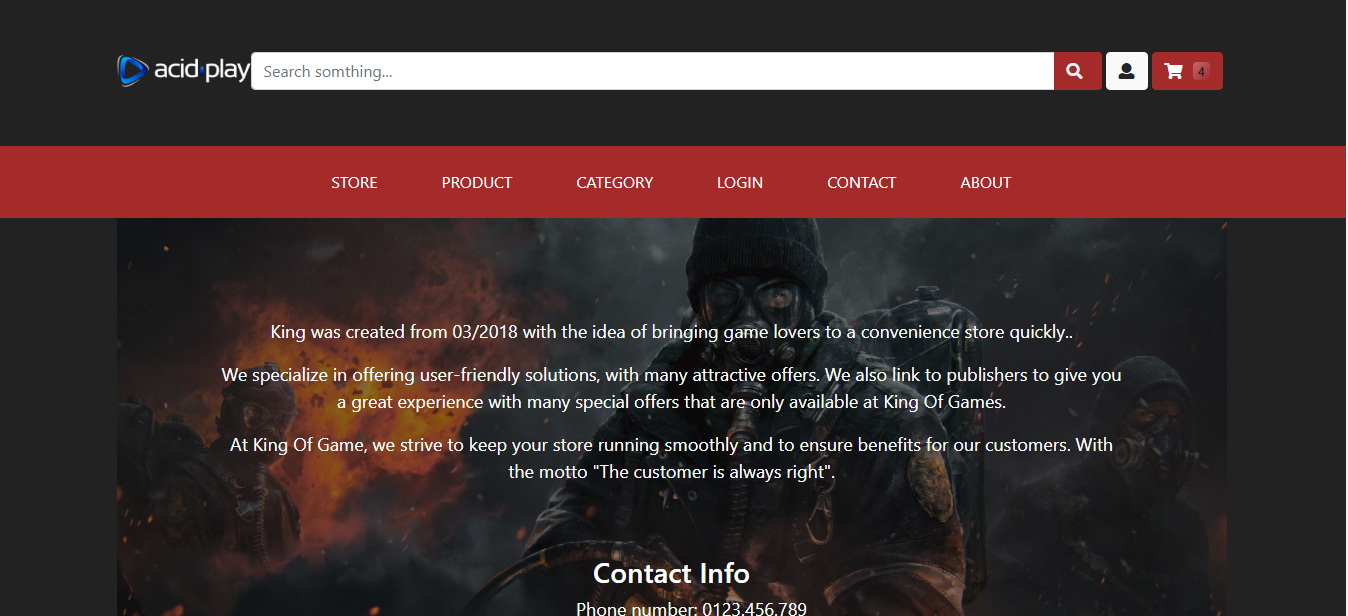 acid play
Search somthing...
4
STORE PRODUCT CATEGORY LOGIN CONTACT ABOUT
King was created from 03/2018 with the idea of bringing game lovers to a convenience store quickly..
We specialize in offering user-friendly solutions, with many attractive offers. We also link to publishers to give you
a great experience with many special offers that are only available at King Of Games.
At King Of Game, we strive to keep your store running smoothly and to ensure benefits for our customers. With
the motto "The customer is always right".
Contact Info
Phone number: 0123.456.789